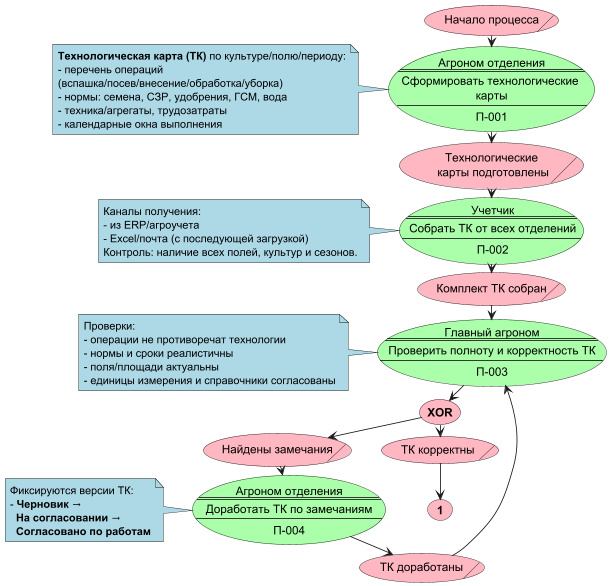 Начало процесса
Технологическая карта (ТК) по культуре/полю/периоду:
- перечень операций
(вспашка/посев/внесение/обработка/уборка)
- нормы: семена, СЗР, удобрения, ГСМ, вода
- техника/агрегаты, трудозатраты
- календарные окна выполнения
Агроном отделения
Сформировать технологические
карты
П-001
Технологические
карты подготовлены
Каналы получения:
- из ERP/агроучета
- Excel/почта (с последующей загрузкой)
Контроль: наличие всех полей, культур и сезонов.
Учетчик
Собрать ТК от всех отделений
П-002
Комплект ТК собран
Проверки:
- операции не противоречат технологии
- нормы и сроки реалистичны
- поля/площади актуальны
- единицы измерения и справочники согласованы
Главный агроном
Проверить полноту и корректность ТК
П-003
XOR
Найдены замечания
ТК корректны
Фиксируются версии ТК:
- Черновик →
На согласовании →
Согласовано по работам
Агроном отделения
Доработать ТК по замечаниям
П-004
1
ТК доработаны